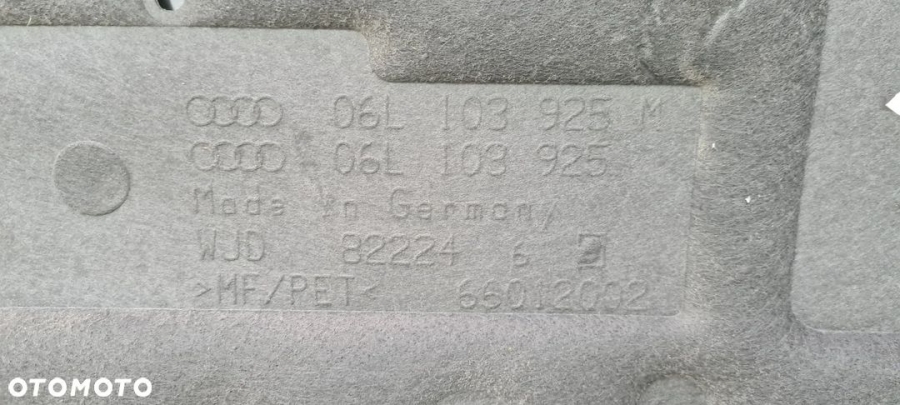 06L 103 925 M
06L 103 925
Made in Germany
WJD 82224 6
>MF/PET< 66012002
OTOMOTO